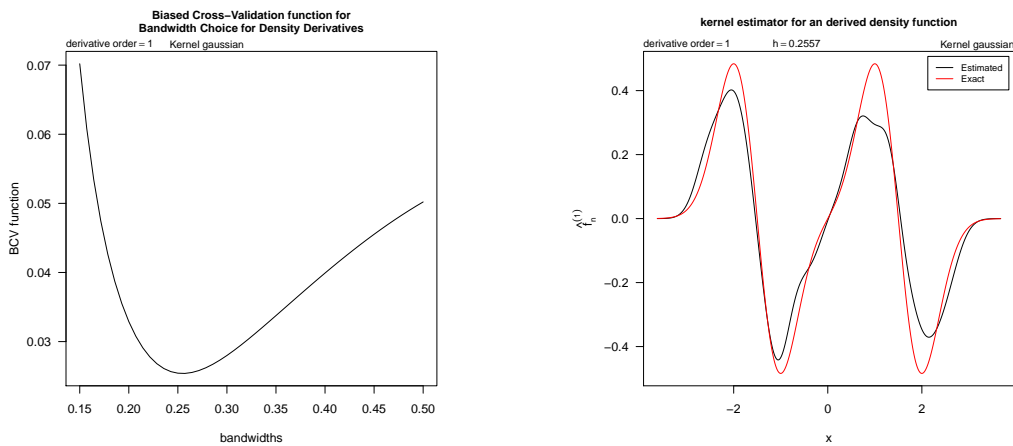 Biased Cross−Validation function for
Bandwidth Choice for Density Derivatives
derivative order = 1 Kernel gaussian
0.07
0.06
0.05
0.04
0.03
BCV function
0.15 0.20 0.25 0.30 0.35 0.40 0.45 0.50
bandwidths
kernel estimator for an derived density function
derivative order = 1 h = 0.2557 Kernel gaussian
Estimated
Exact
0.4
0.2
0.0
−0.2
−0.4
f̂n(1)
−2 0 2
x